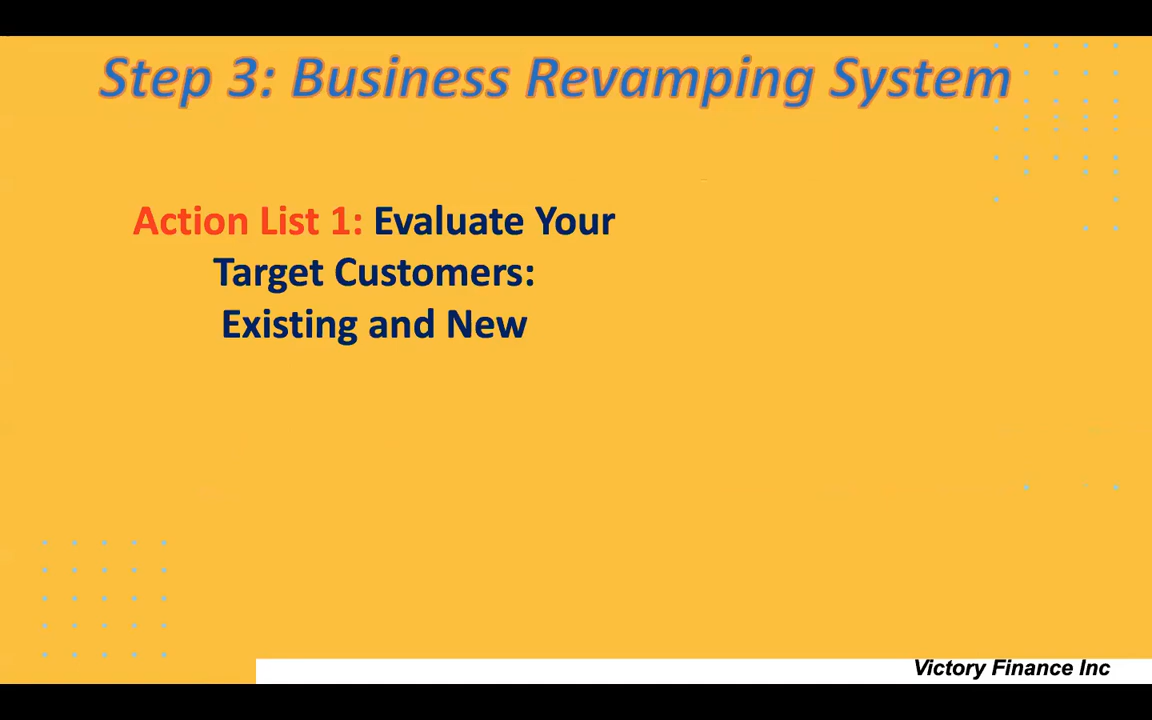 Step 3: Business Revamping System
Action List 1: Evaluate Your
Target Customers:
Existing and New
Victory Finance Inc